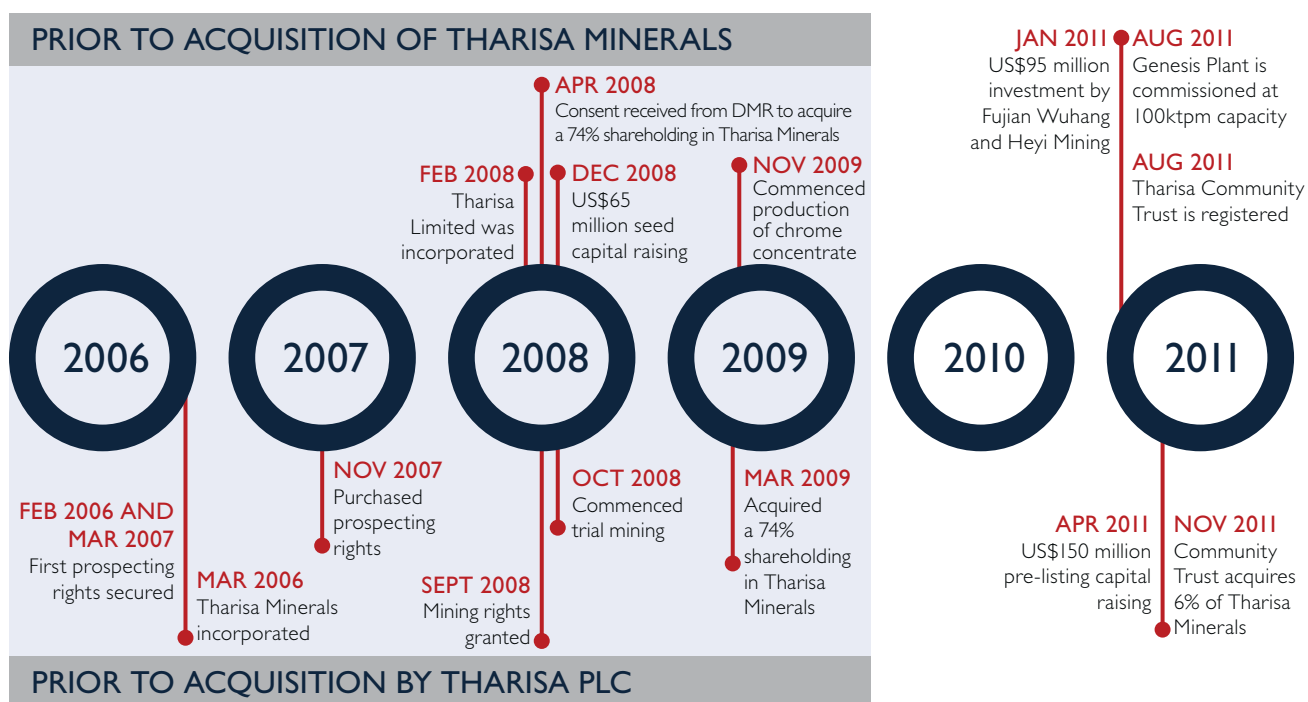 PRIOR TO ACQUISITION OF THARISA MINERALS
APR 2008
Consent received from DMR to acquire
a 74% shareholding in Tharisa Minerals
FEB 2008
Tharisa
Limited was
incorporated
DEC 2008
US$65
million seed
capital raising
NOV 2009
Commenced
production
of chrome
concentrate
JAN 2011
US$95 million
investment by
Fujian Wuhang
and Heyi Mining
AUG 2011
Genesis Plant is
commissioned at
100ktpm capacity
AUG 2011
Tharisa Community
Trust is registered
2006
2007
2008
2009
2010
2011
FEB 2006 AND
MAR 2007
First prospecting
rights secured
MAR 2006
Tharisa Minerals
incorporated
NOV 2007
Purchased
prospecting
rights
SEPT 2008
Mining rights
granted
OCT 2008
Commenced
trial mining
MAR 2009
Acquired
a 74%
shareholding
in Tharisa
Minerals
APR 2011
US$150 million
pre-listing capital
raising
NOV 2011
Community
Trust acquires
6% of Tharisa
Minerals
PRIOR TO ACQUISITION BY THARISA PLC